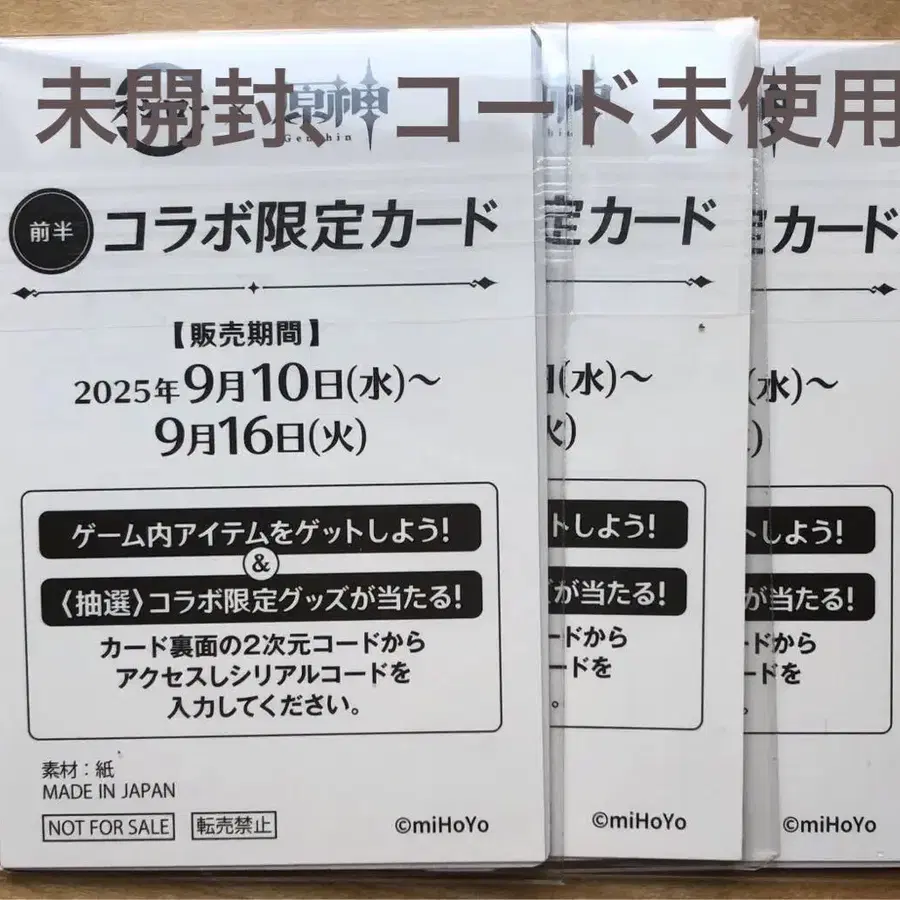 未開封、コード未使用
× 原神
Genshin
前半 コラボ限定カード
【販売期間】
2025年9月10日(水)～
9月16日(火)
ゲーム内アイテムをゲットしよう!
&
〈抽選〉コラボ限定グッズが当たる!
カード裏面の2次元コードから
アクセスしシリアルコードを
入力してください。
素材：紙
MADE IN JAPAN
NOT FOR SALE 転売禁止
©miHoYo
神
定カード
(水)～
)
トしよう!
が当たる!
ードから
ードを
。
©miHoYo
定カード
(水)～
)
しよう!
が当たる!
ドから
ードを
。
©miHoYo